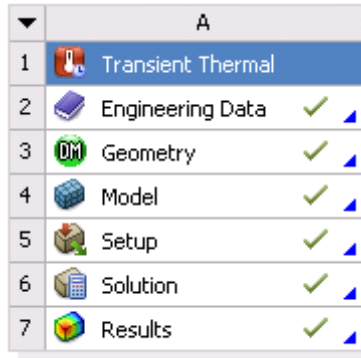 A
1 Transient Thermal
2 Engineering Data
3 DM Geometry
4 Model
5 Setup
6 Solution
7 Results